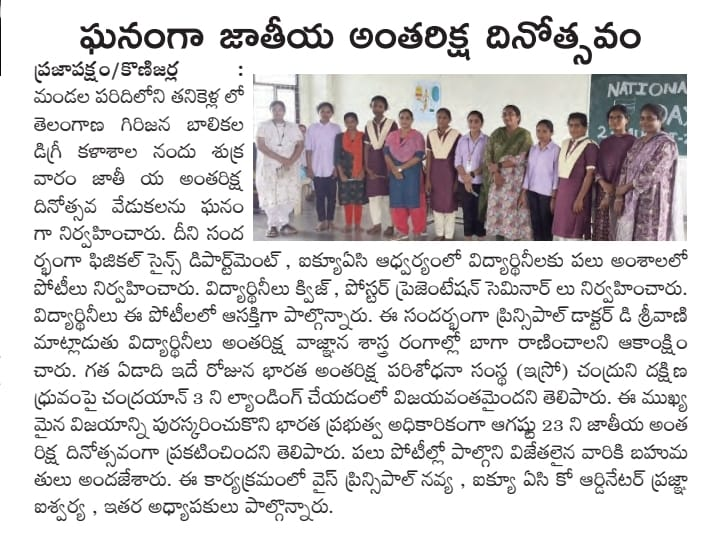 ఘనంగా జాతీయ అంతరిక్ష దినోత్సవం
ప్రజాపక్షం/కొణిజర్ల :
మండల పరిదిలోని తనికెళ్ల లో
తెలంగాణ గిరిజన బాలికల
డిగ్రీ కళాశాల నందు శుక్ర
వారం జాతీ య అంతరిక్ష
దినోత్సవ వేడుకలను ఘనం
గా నిర్వహించారు. దీని సంద
ర్భంగా ఫిజికల్ సైన్స్ డిపార్ట్‌మెంట్ , ఐక్యూఏసి ఆధ్వర్యంలో విద్యార్థినీలకు పలు అంశాలలో
పోటీలు నిర్వహించారు. విద్యార్థినీలు క్విజ్ , పోస్టర్ ప్రెజెంటేషన్ సెమినార్ లు నిర్వహించారు.
విద్యార్థినీలు ఈ పోటీలలో ఆసక్తిగా పాల్గొన్నారు. ఈ సందర్భంగా ప్రిన్సిపాల్ డాక్టర్ డి శ్రీవాణి
మాట్లాడుతు విద్యార్థినీలు అంతరిక్ష వాజ్ఞాన శాస్త్ర రంగాల్లో బాగా రాణించాలని ఆకాంక్షిం
చారు. గత ఏడాది ఇదే రోజున భారత అంతరిక్ష పరిశోధనా సంస్థ (ఇస్రో) చంద్రుని దక్షిణ
ధ్రువంపై చంద్రయాన్ 3 ని ల్యాండింగ్ చేయడంలో విజయవంతమైందని తెలిపారు. ఈ ముఖ్య
మైన విజయాన్ని పురస్కరించుకొని భారత ప్రభుత్వ అధికారికంగా ఆగష్టు 23 ని జాతీయ అంత
రిక్ష దినోత్సవంగా ప్రకటించిందని తెలిపారు. పలు పోటీల్లో పాల్గొని విజేతలైన వారికి బహుమ
తులు అందజేశారు. ఈ కార్యక్రమంలో వైస్ ప్రిన్సిపాల్ నవ్య , ఐక్యూ ఏసి కో ఆర్డినేటర్ ప్రజ్ఞా
ఐశ్వర్య , ఇతర అధ్యాపకులు పాల్గొన్నారు.
NATIONA
DAY